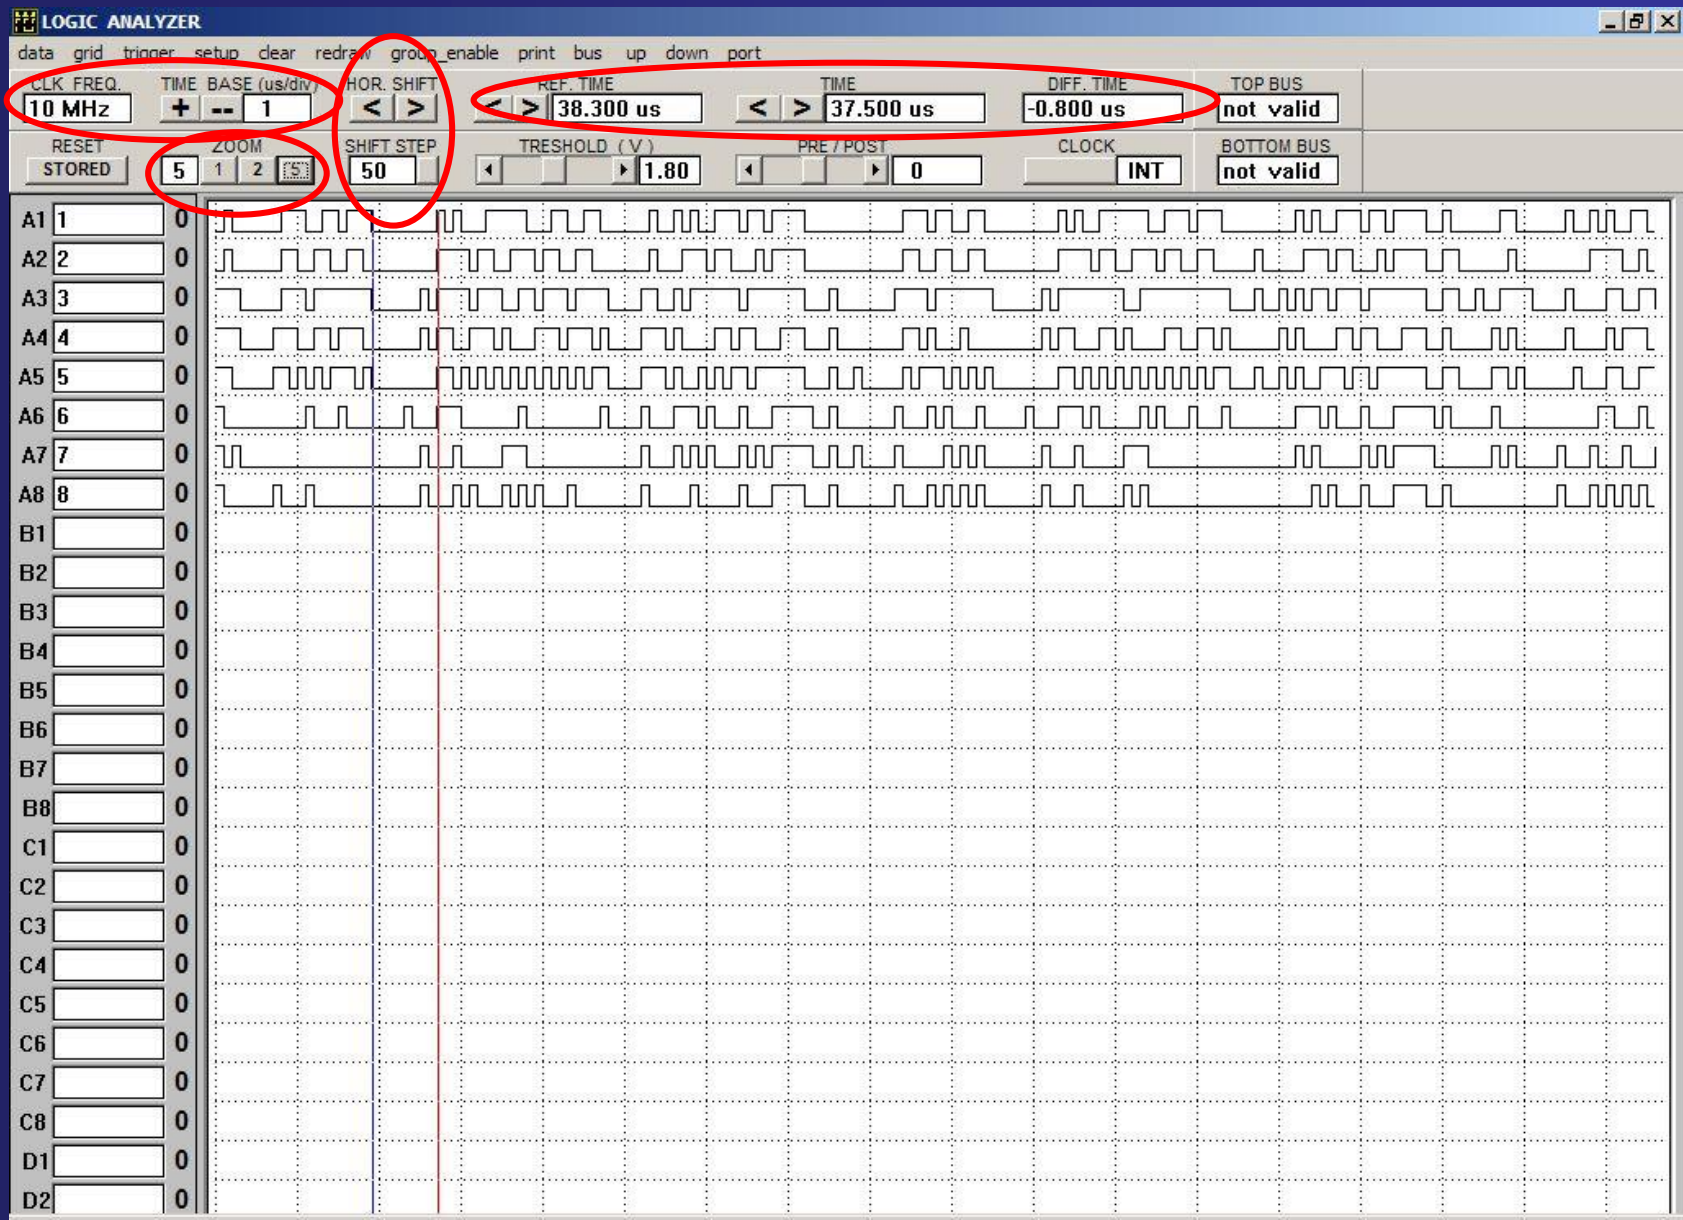 LOGIC ANALYZER
data grid trigger setup clear redraw group_enable print bus up down port
CLK FREQ. TIME BASE (us/div) HOR. SHIFT REF. TIME TIME DIFF. TIME TOP BUS
10 MHz + -- 1 < > < > 38.300 us < > 37.500 us -0.800 us not valid
RESET ZOOM SHIFT STEP TRESHOLD (V) PRE / POST CLOCK BOTTOM BUS
STORED 5 1 2 5 50 1.80 0 INT not valid
A1 1 0
A2 2 0
A3 3 0
A4 4 0
A5 5 0
A6 6 0
A7 7 0
A8 8 0
B1 0
B2 0
B3 0
B4 0
B5 0
B6 0
B7 0
B8 0
C1 0
C2 0
C3 0
C4 0
C5 0
C6 0
C7 0
C8 0
D1 0
D2 0